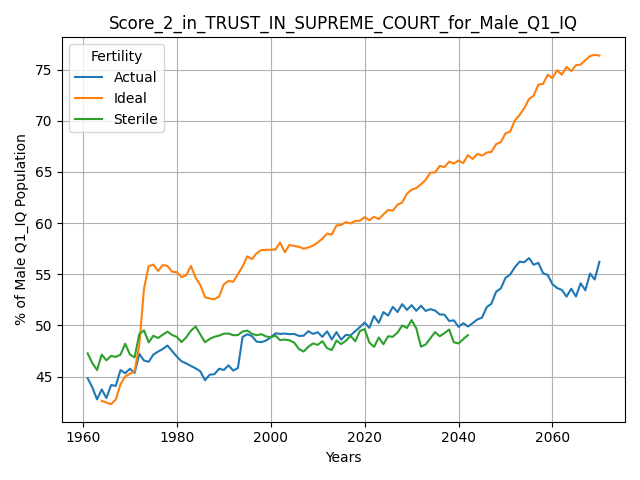 Score_2_in_TRUST_IN_SUPREME_COURT_for_Male_Q1_IQ
Fertility
Actual
Ideal
Sterile
% of Male Q1_IQ Population
75
70
65
60
55
50
45
1960
1980
2000
2020
2040
2060
Years